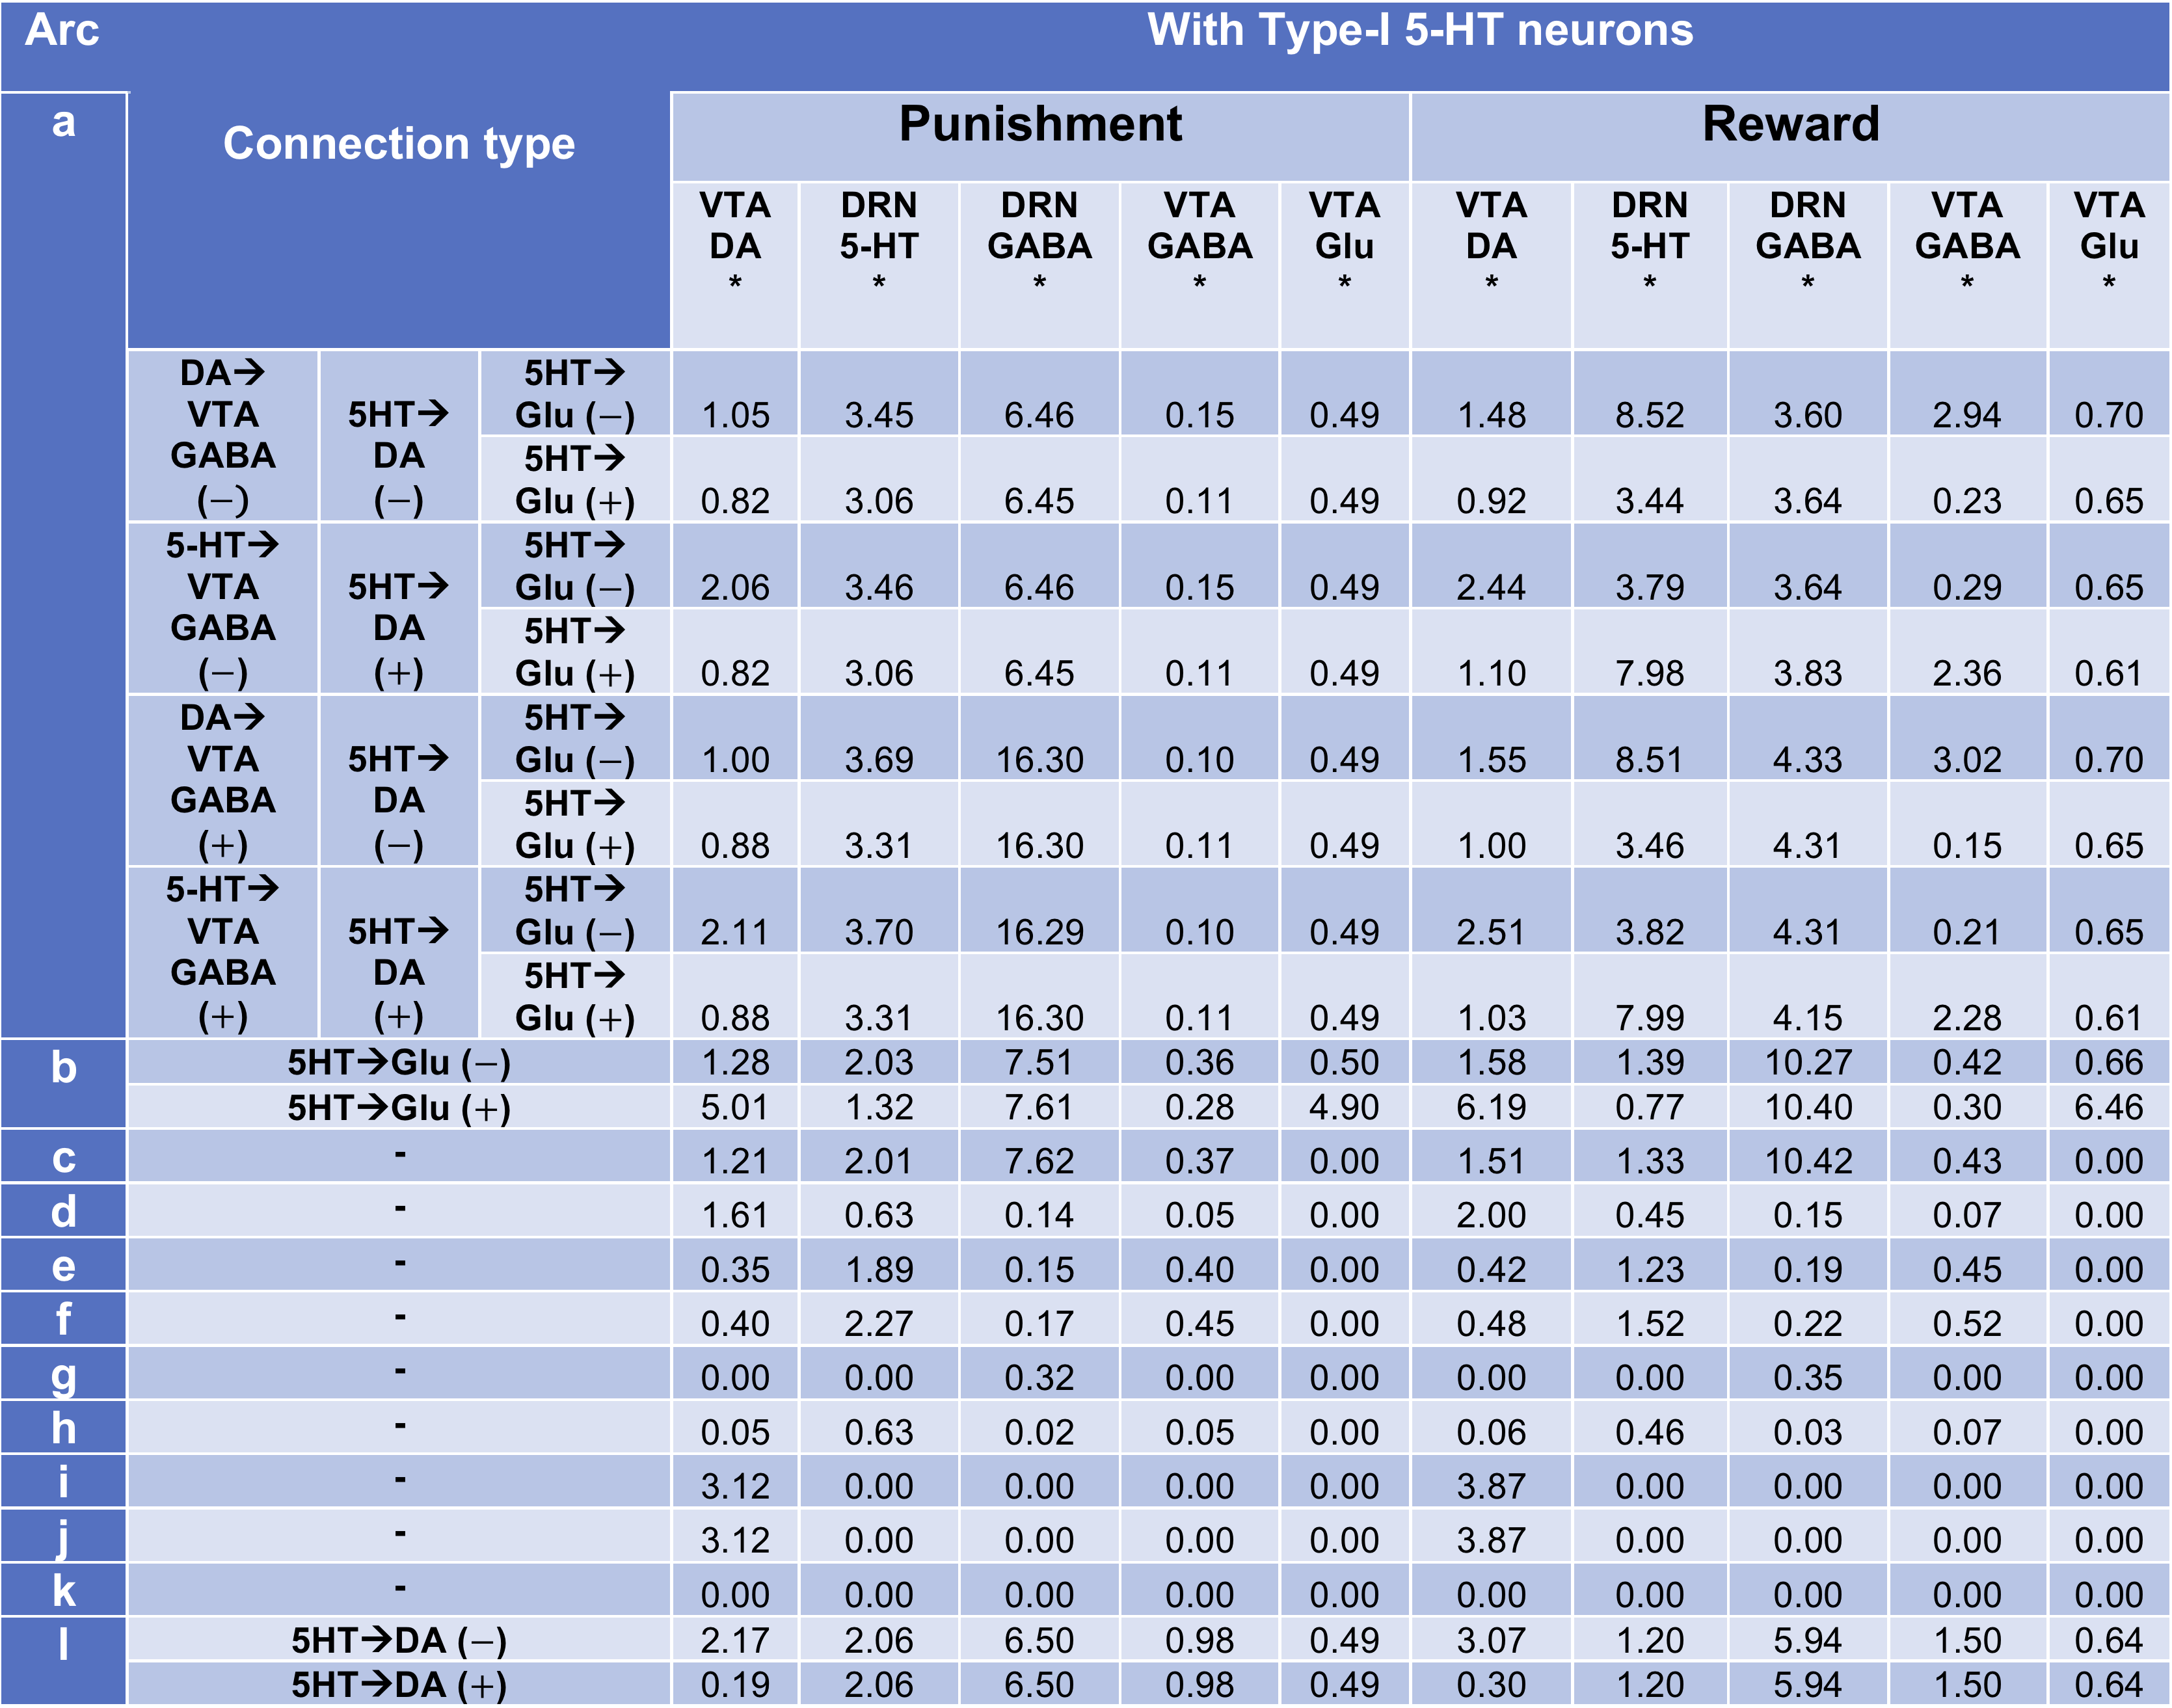 Arc With Type-I 5-HT neurons
a Connection type Punishment Reward
VTA DRN DRN VTA VTA VTA DRN DRN VTA VTA
DA 5-HT GABA GABA Glu DA 5-HT GABA GABA Glu
* * * * * * * * * *
DA→ 5HT→
VTA 5HT→ Glu (−) 1.05 3.45 6.46 0.15 0.49 1.48 8.52 3.60 2.94 0.70
GABA DA 5HT→
(−) (−) Glu (+) 0.82 3.06 6.45 0.11 0.49 0.92 3.44 3.64 0.23 0.65
5-HT→ 5HT→
VTA 5HT→ Glu (−) 2.06 3.46 6.46 0.15 0.49 2.44 3.79 3.64 0.29 0.65
GABA DA 5HT→
(−) (+) Glu (+) 0.82 3.06 6.45 0.11 0.49 1.10 7.98 3.83 2.36 0.61
DA→ 5HT→
VTA 5HT→ Glu (−) 1.00 3.69 16.30 0.10 0.49 1.55 8.51 4.33 3.02 0.70
GABA DA 5HT→
(+) (−) Glu (+) 0.88 3.31 16.30 0.11 0.49 1.00 3.46 4.31 0.15 0.65
5-HT→ 5HT→
VTA 5HT→ Glu (−) 2.11 3.70 16.29 0.10 0.49 2.51 3.82 4.31 0.21 0.65
GABA DA 5HT→
(+) (+) Glu (+) 0.88 3.31 16.30 0.11 0.49 1.03 7.99 4.15 2.28 0.61
b 5HT→Glu (−) 1.28 2.03 7.51 0.36 0.50 1.58 1.39 10.27 0.42 0.66
5HT→Glu (+) 5.01 1.32 7.61 0.28 4.90 6.19 0.77 10.40 0.30 6.46
c - 1.21 2.01 7.62 0.37 0.00 1.51 1.33 10.42 0.43 0.00
d - 1.61 0.63 0.14 0.05 0.00 2.00 0.45 0.15 0.07 0.00
e - 0.35 1.89 0.15 0.40 0.00 0.42 1.23 0.19 0.45 0.00
f - 0.40 2.27 0.17 0.45 0.00 0.48 1.52 0.22 0.52 0.00
g - 0.00 0.00 0.32 0.00 0.00 0.00 0.00 0.35 0.00 0.00
h - 0.05 0.63 0.02 0.05 0.00 0.06 0.46 0.03 0.07 0.00
i - 3.12 0.00 0.00 0.00 0.00 3.87 0.00 0.00 0.00 0.00
j - 3.12 0.00 0.00 0.00 0.00 3.87 0.00 0.00 0.00 0.00
k - 0.00 0.00 0.00 0.00 0.00 0.00 0.00 0.00 0.00 0.00
l 5HT→DA (−) 2.17 2.06 6.50 0.98 0.49 3.07 1.20 5.94 1.50 0.64
5HT→DA (+) 0.19 2.06 6.50 0.98 0.49 0.30 1.20 5.94 1.50 0.64